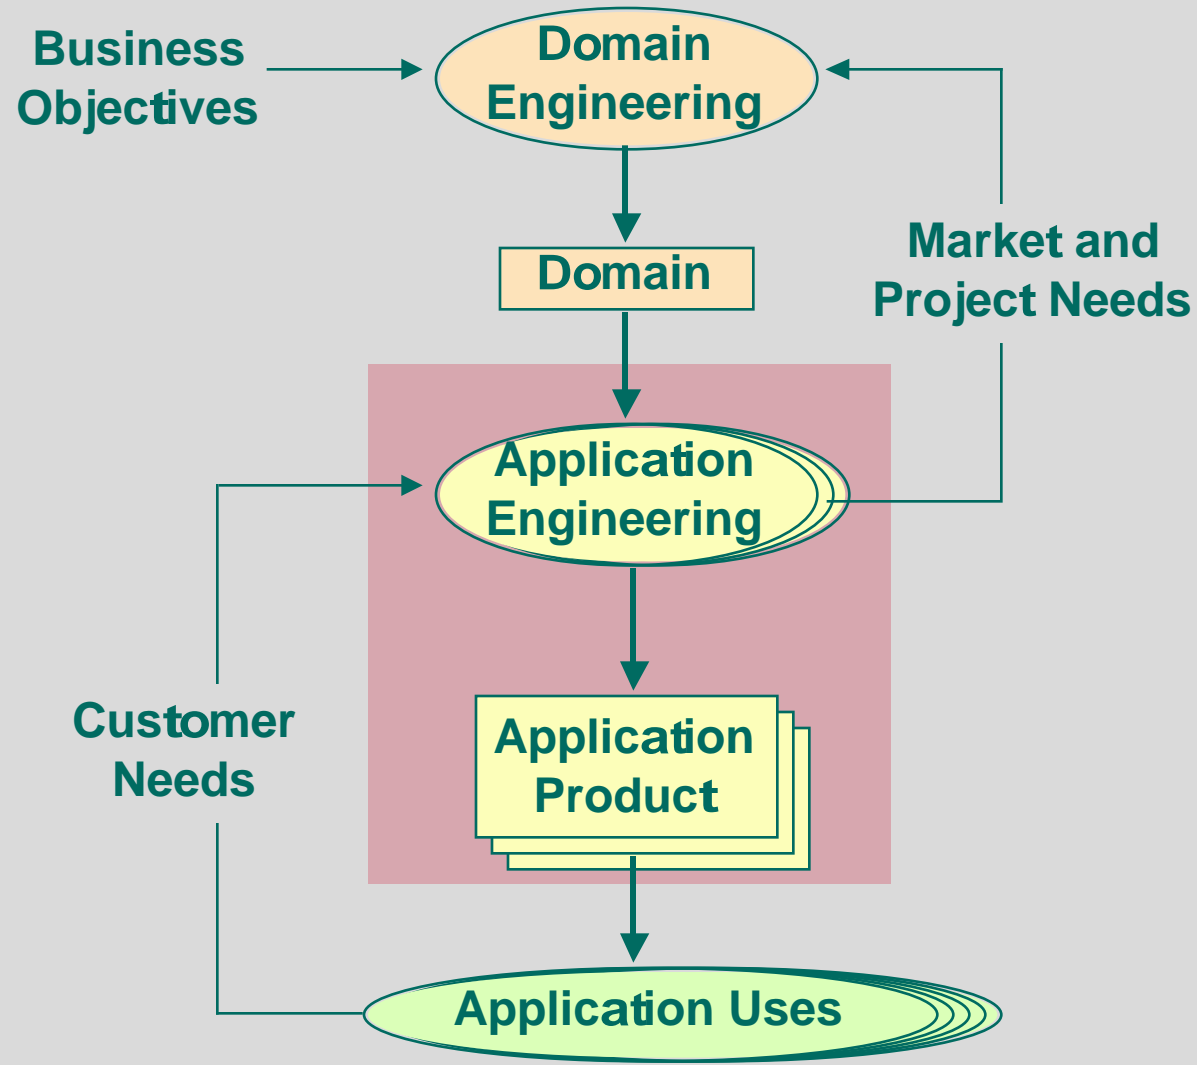 Business
Objectives
Domain
Engineering
Market and
Project Needs
Domain
Application
Engineering
Customer
Needs
Application
Product
Application Uses